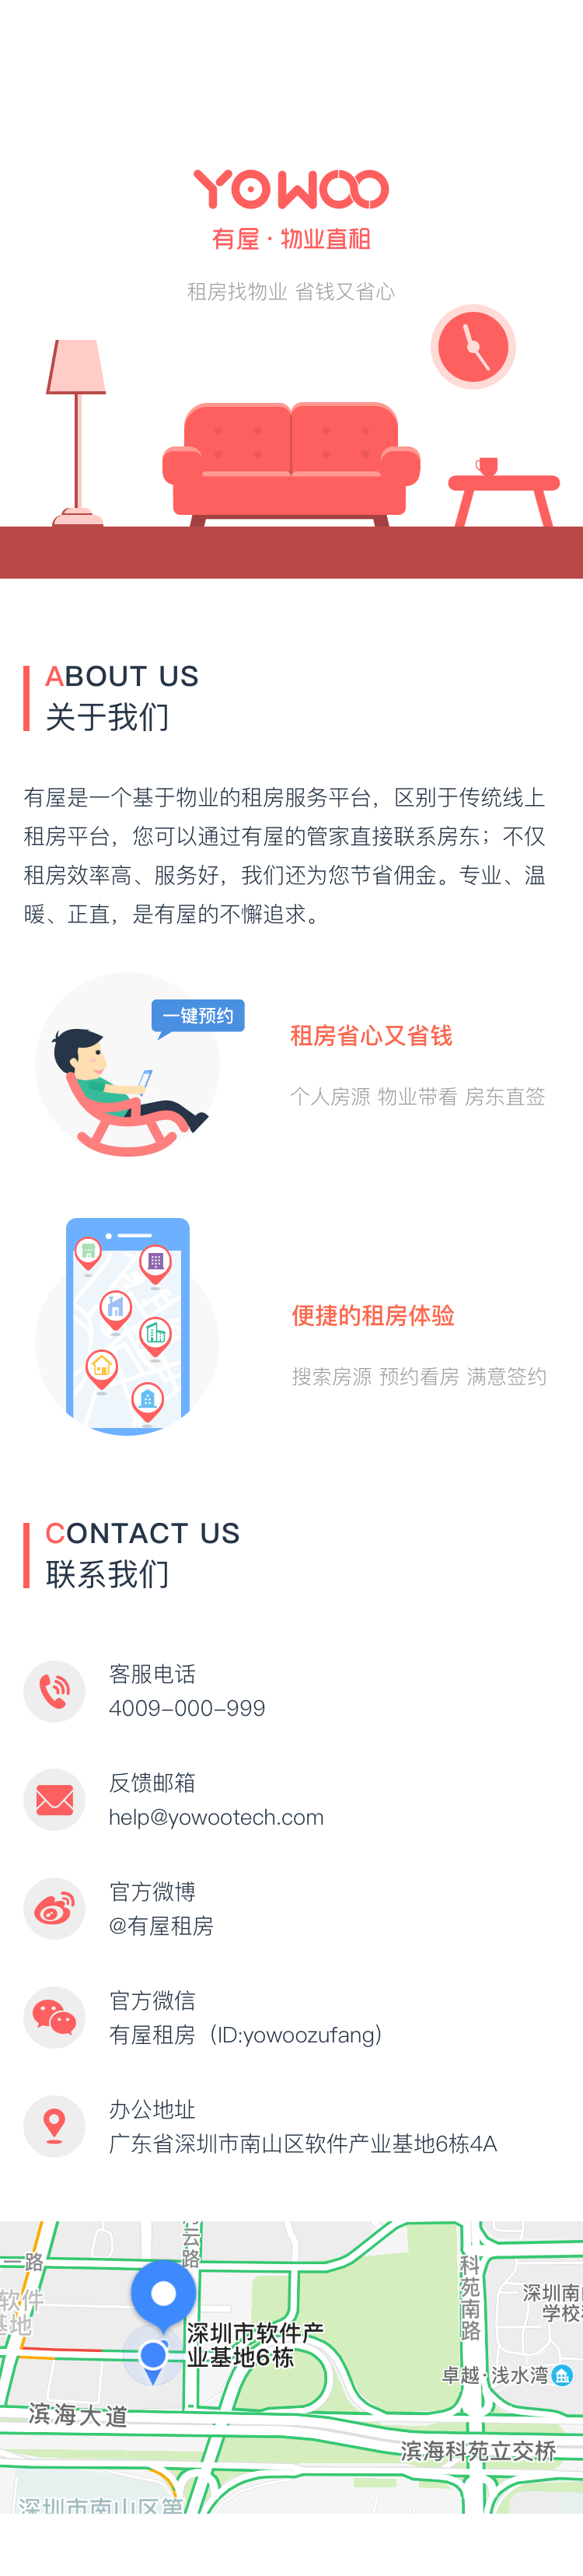 YOWOO
有屋·物业直租
租房找物业 省钱又省心
ABOUT US
关于我们
有屋是一个基于物业的租房服务平台，区别于传统线上
租房平台，您可以通过有屋的管家直接联系房东；不仅
租房效率高、服务好，我们还为您节省佣金。专业、温
暖、正直，是有屋的不懈追求。
一键预约
租房省心又省钱
个人房源 物业带看 房东直签
便捷的租房体验
搜索房源 预约看房 满意签约
CONTACT US
联系我们
客服电话
4009-000-999
反馈邮箱
help@yowootech.com
官方微博
@有屋租房
官方微信
有屋租房（ID:yowoozufang）
办公地址
广东省深圳市南山区软件产业基地6栋4A
云路
一路
科苑南路
软件
基地
深圳南
学校
深圳市软件产
业基地6栋
卓越·浅水湾
滨海大道
滨海科苑立交桥
深圳市南山区第